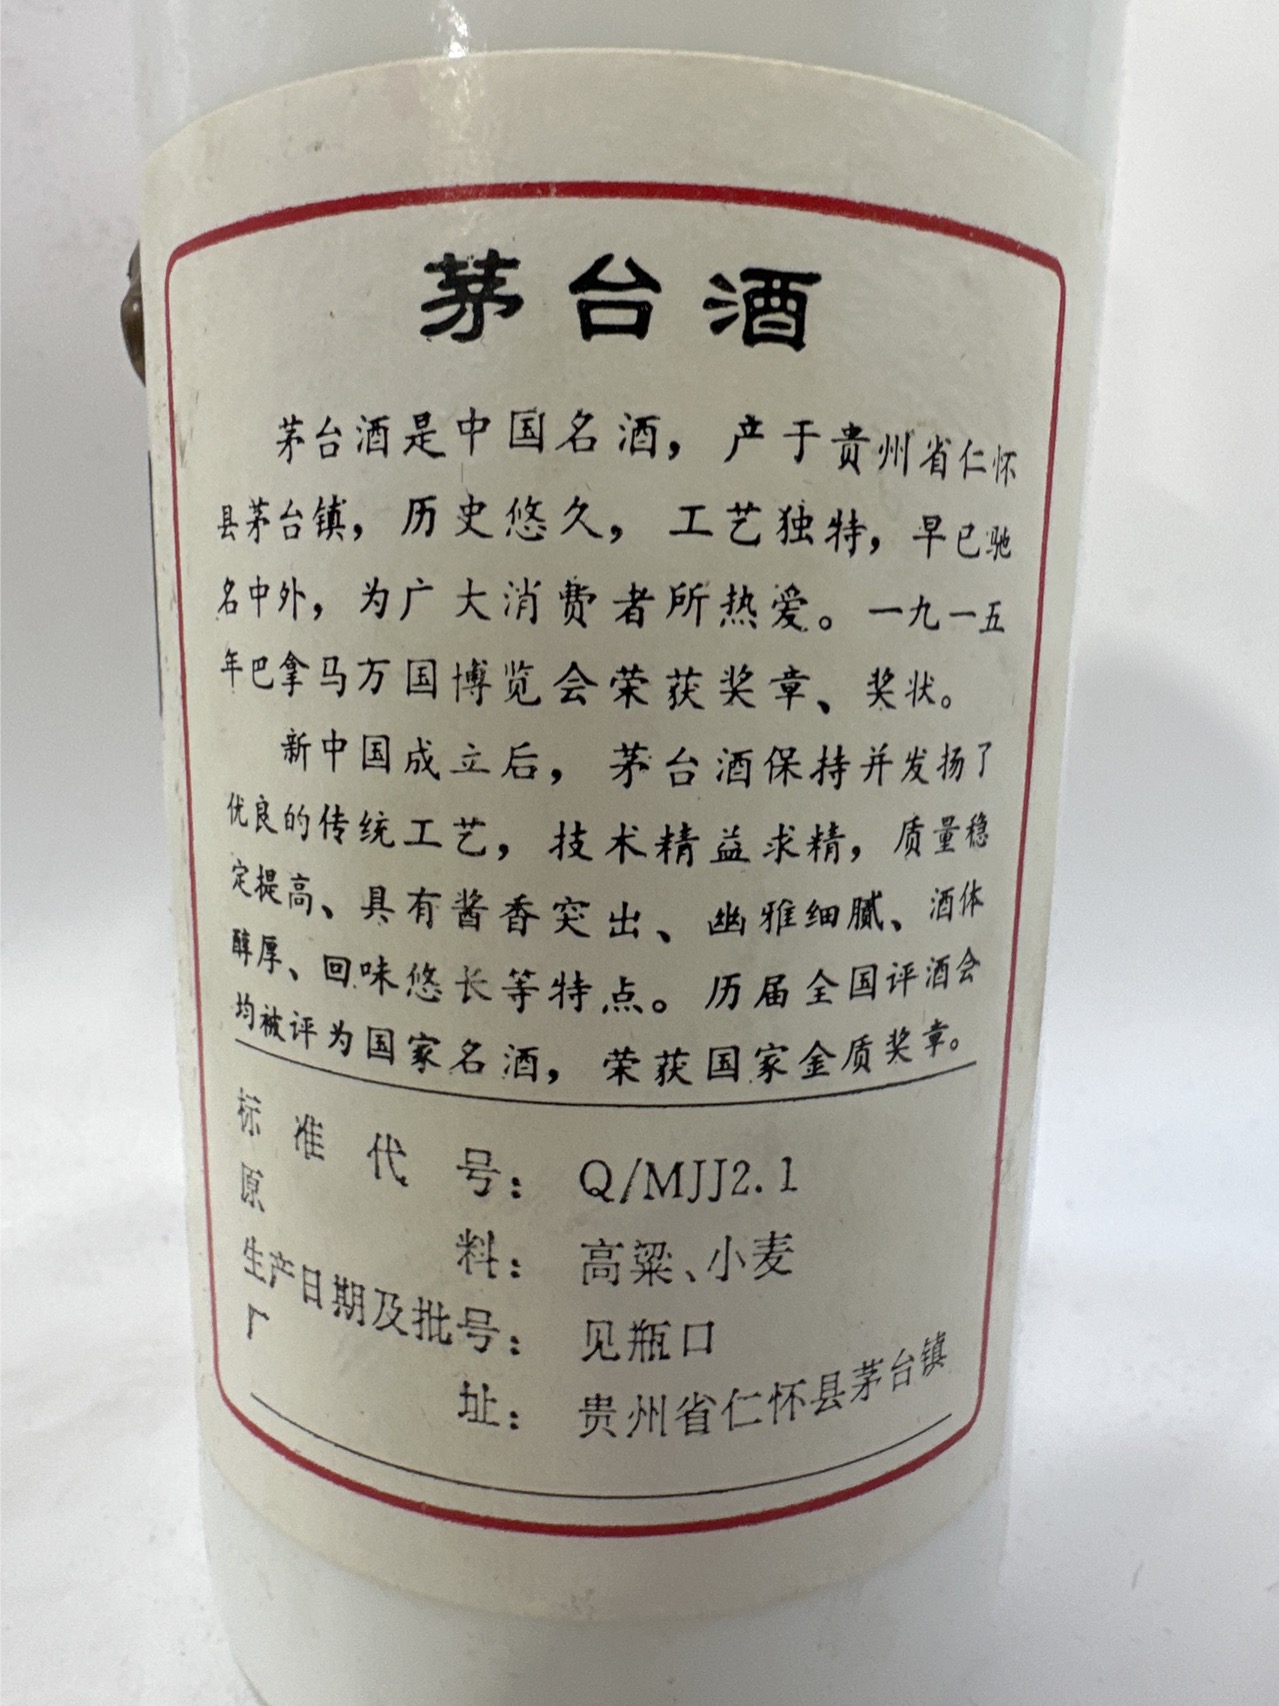 茅台酒
茅台酒是中国名酒，产于贵州省仁怀
县茅台镇，历史悠久，工艺独特，早已驰
名中外，为广大消费者所热爱。一九一五
年巴拿马万国博览会荣获奖章、奖状。
新中国成立后，茅台酒保持并发扬了
优良的传统工艺，技术精益求精，质量稳
定提高、具有酱香突出、幽雅细腻、酒体
醇厚、回味悠长等特点。历届全国评酒会
均被评为国家名酒，荣获国家金质奖章。
标准代号：Q/MJJ2.1
原料：高粱、小麦
生产日期及批号：见瓶口
厂址：贵州省仁怀县茅台镇